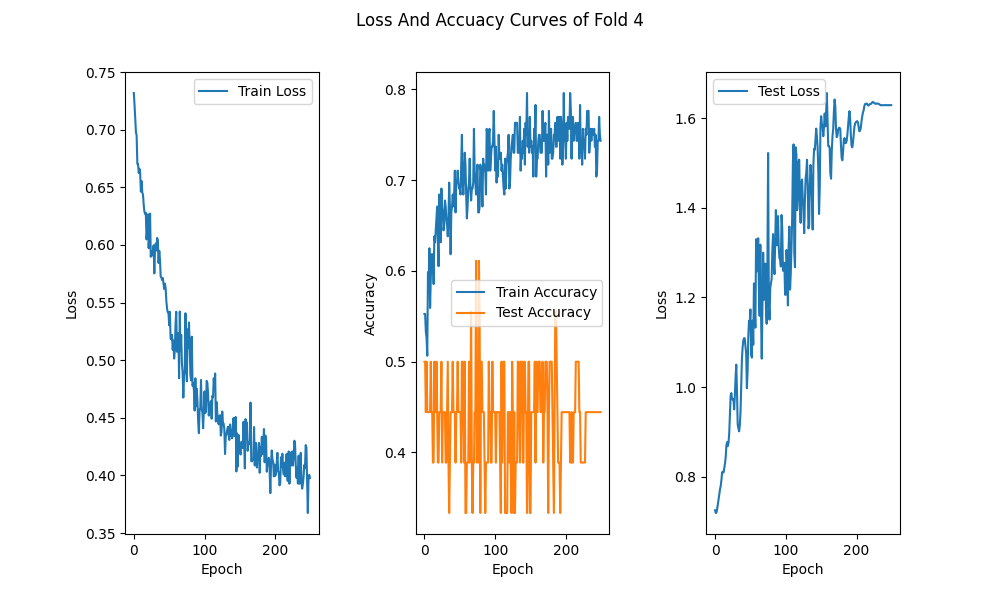 Loss And Accuacy Curves of Fold 4
0.75
0.70
0.65
0.60
0.55
0.50
0.45
0.40
0.35
Loss
0
100
200
Epoch
Train Loss
0.8
0.7
0.6
0.5
0.4
Accuracy
0
100
200
Epoch
Train Accuracy
Test Accuracy
1.6
1.4
1.2
1.0
0.8
Loss
0
100
200
Epoch
Test Loss